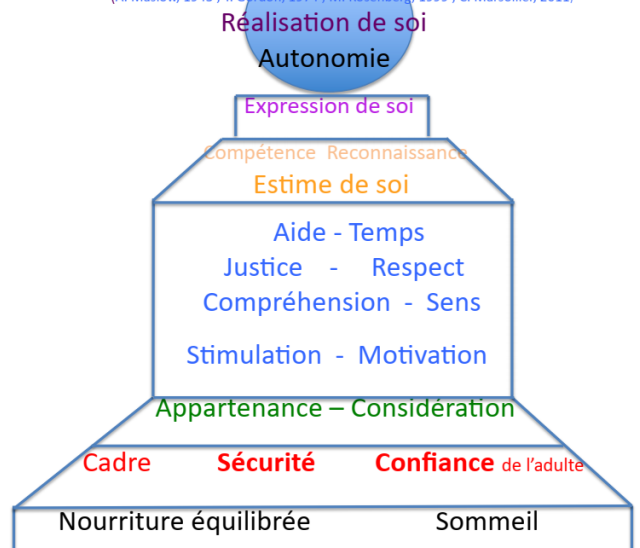 Réalisation de soi
Autonomie
Expression de soi
Compétence Reconnaissance
Estime de soi
Aide - Temps
Justice - Respect
Compréhension - Sens
Stimulation - Motivation
Appartenance – Considération
Cadre Sécurité Confiance de l'adulte
Nourriture équilibrée Sommeil